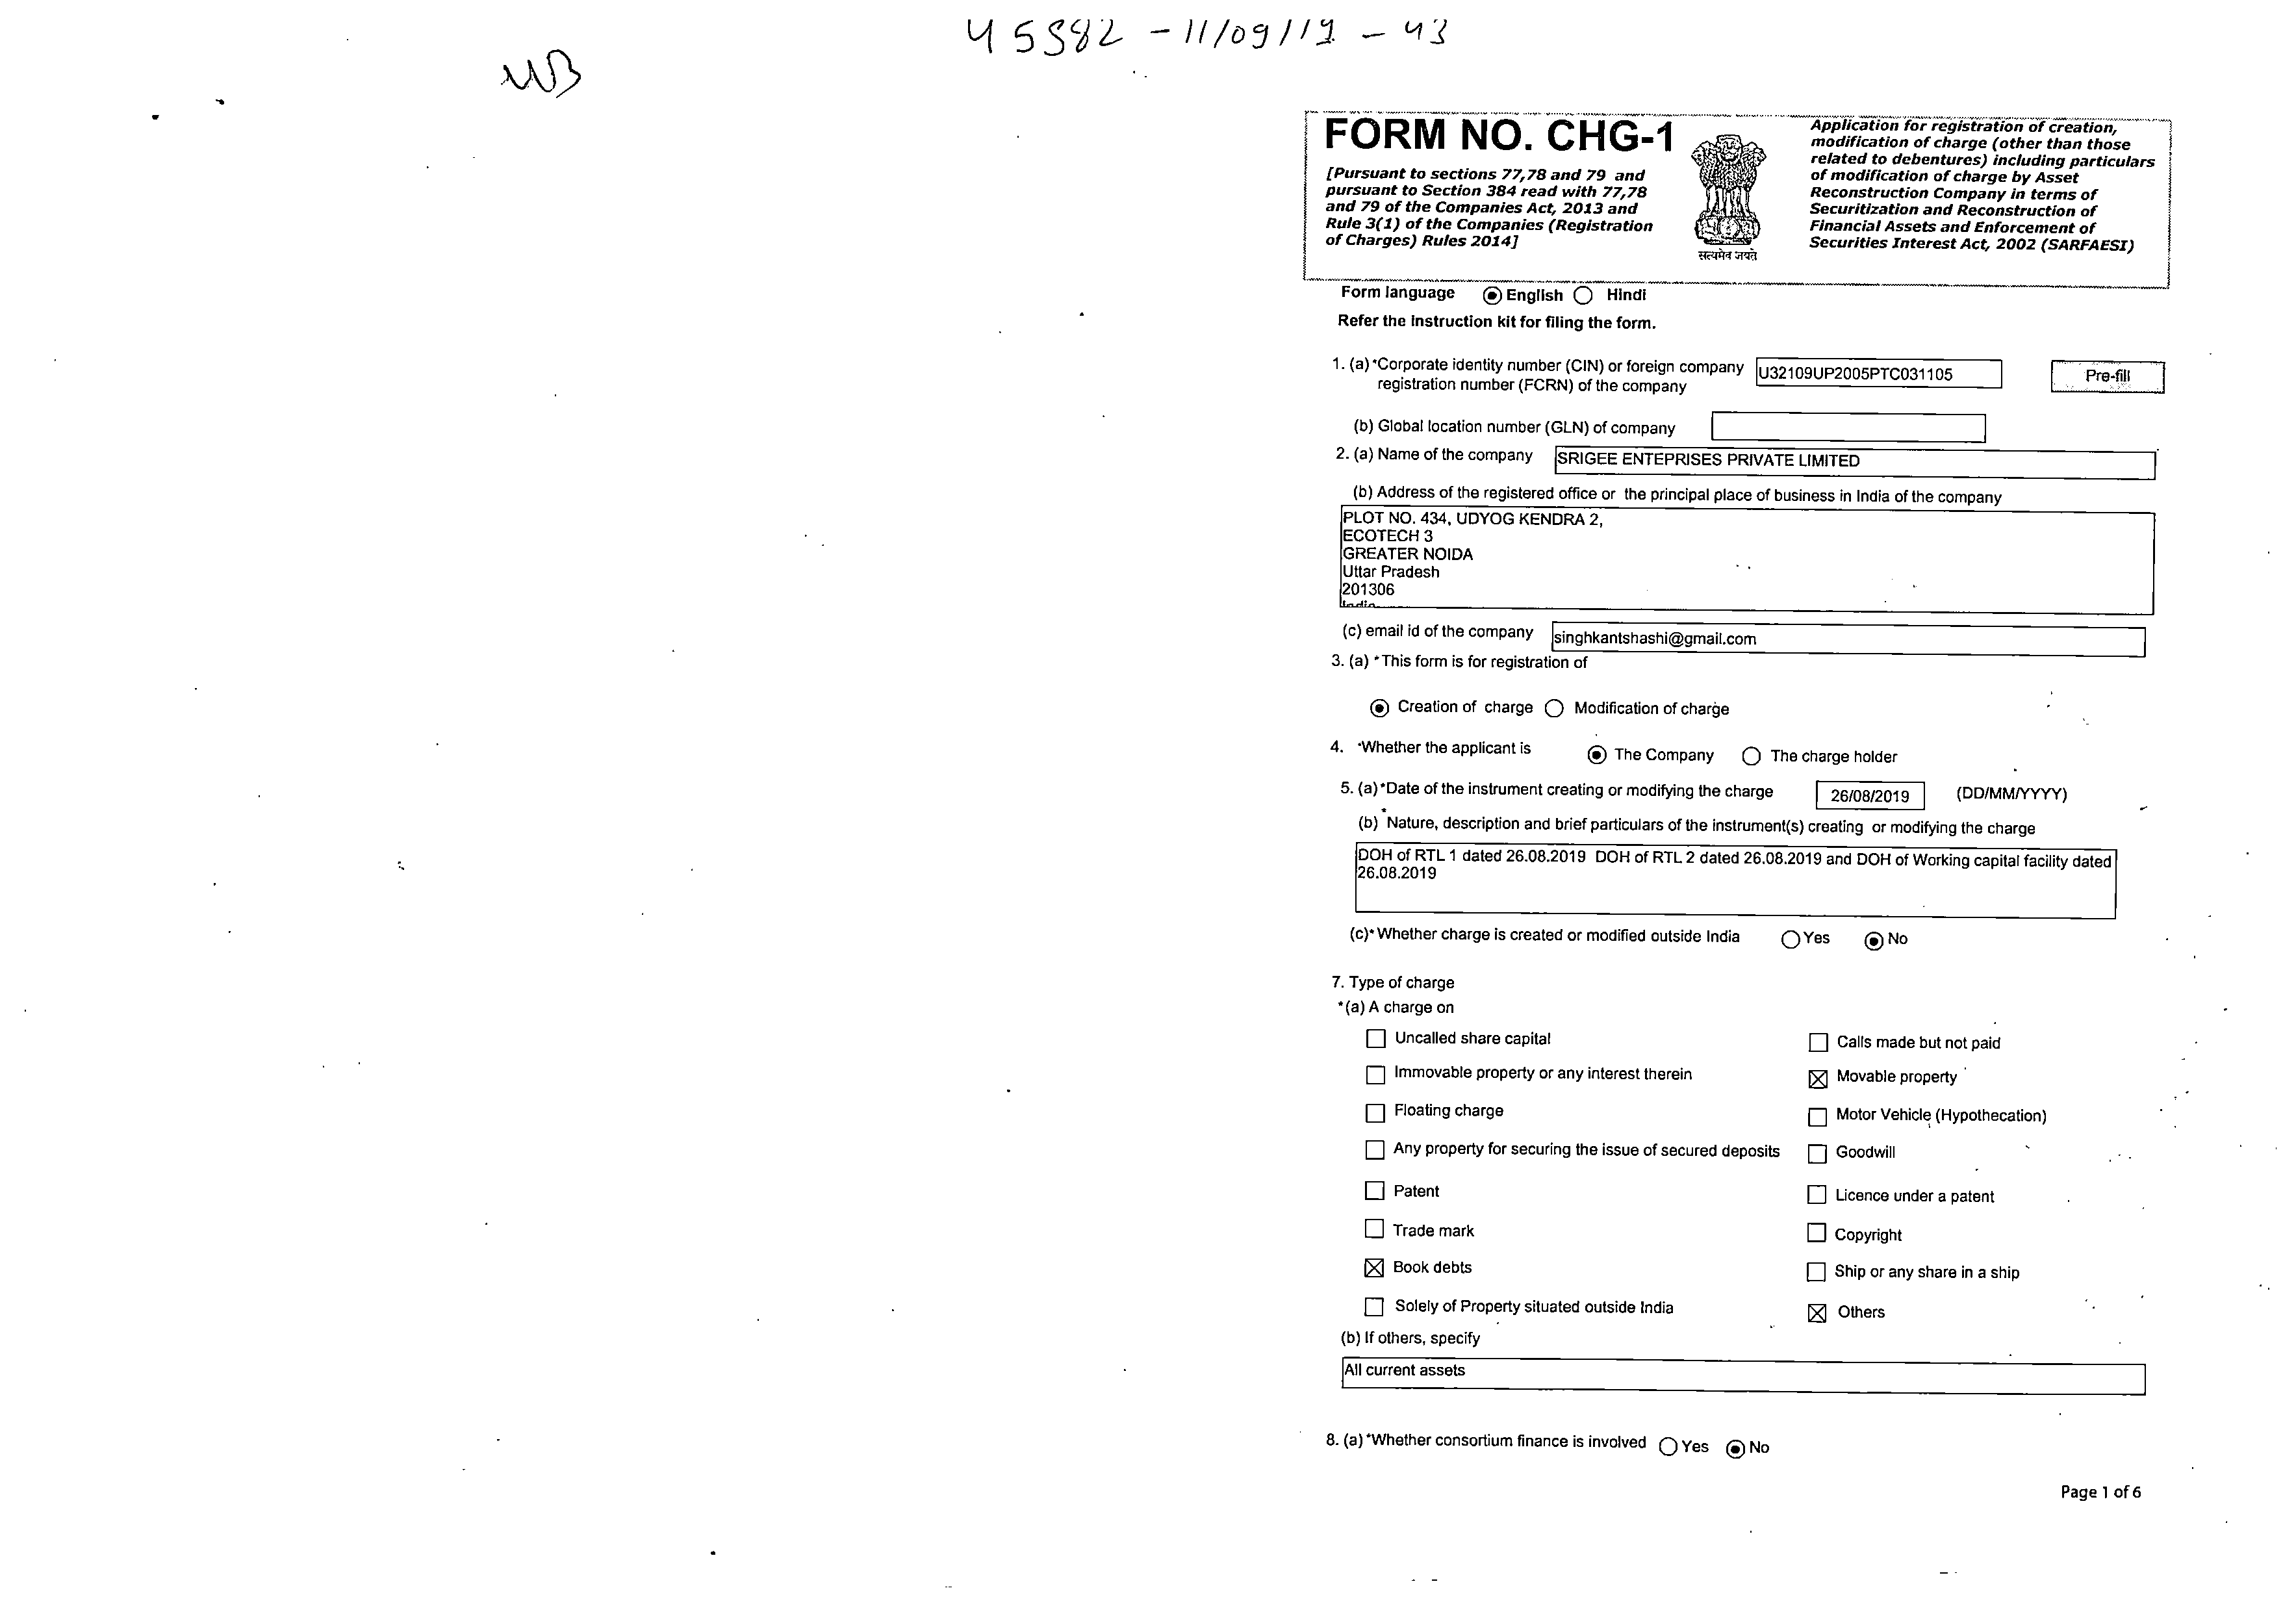 45382 - 11/09/19 - 43
FORM NO. CHG-1
[Pursuant to sections 77,78 and 79 and
pursuant to Section 384 read with 77,78
and 79 of the Companies Act, 2013 and
Rule 3(1) of the Companies (Registration
of Charges) Rules 2014]
सत्यमेव जयते
Application for registration of creation,
modification of charge (other than those
related to debentures) including particulars
of modification of charge by Asset
Reconstruction Company in terms of
Securitization and Reconstruction of
Financial Assets and Enforcement of
Securities Interest Act, 2002 (SARFAESI)
Form language English Hindi
Refer the instruction kit for filing the form.
1. (a) *Corporate identity number (CIN) or foreign company U32109UP2005PTC031105 Pre-fill
registration number (FCRN) of the company
(b) Global location number (GLN) of company
2. (a) Name of the company SRIGEE ENTEPRISES PRIVATE LIMITED
(b) Address of the registered office or the principal place of business in India of the company
PLOT NO. 434, UDYOG KENDRA 2,
ECOTECH 3
GREATER NOIDA
Uttar Pradesh
201306
India
(c) email id of the company singhkantshashi@gmail.com
3. (a) *This form is for registration of
Creation of charge Modification of charge
4. *Whether the applicant is The Company The charge holder
5. (a)*Date of the instrument creating or modifying the charge 26/08/2019 (DD/MM/YYYY)
(b) *Nature, description and brief particulars of the instrument(s) creating or modifying the charge
DOH of RTL 1 dated 26.08.2019 DOH of RTL 2 dated 26.08.2019 and DOH of Working capital facility dated
26.08.2019
(c)*Whether charge is created or modified outside India Yes No
7. Type of charge
*(a) A charge on
Uncalled share capital Calls made but not paid
Immovable property or any interest therein Movable property
Floating charge Motor Vehicle (Hypothecation)
Any property for securing the issue of secured deposits Goodwill
Patent Licence under a patent
Trade mark Copyright
Book debts Ship or any share in a ship
Solely of Property situated outside India Others
(b) If others, specify
All current assets
8. (a) *Whether consortium finance is involved Yes No
Page 1 of 6